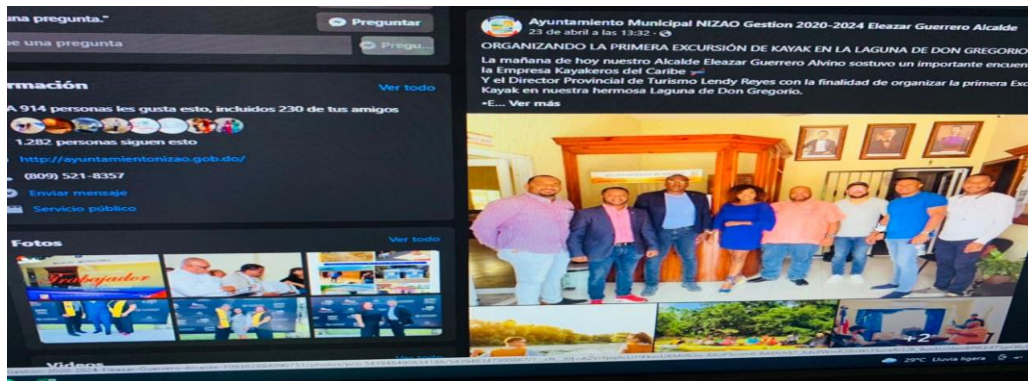 na pregunta."
Preguntar
e una pregunta
Pregu...
rmación
Ver todo
A 914 personas les gusta esto, incluidos 230 de tus amigos
1.282 personas siguen esto
http://ayuntamientonizao.gob.do/
(809) 521-8357
Enviar mensaje
Servicio público
Fotos
Ver todo
Trabajador
Videos
Ayuntamiento Municipal NIZAO Gestion 2020-2024 Eleazar Guerrero Alcalde
23 de abril a las 13:32
ORGANIZANDO LA PRIMERA EXCURSIÓN DE KAYAK EN LA LAGUNA DE DON GREGORIO
La mañana de hoy nuestro Alcalde Eleazar Guerrero Alvino sostuvo un importante encuen
la Empresa Kayakeros del Caribe
Y el Director Provincial de Turismo Lendy Reyes con la finalidad de organizar la primera Exc
Kayak en nuestra hermosa Laguna de Don Gregorio.
•E... Ver más
+2
29°C Lluvia ligera